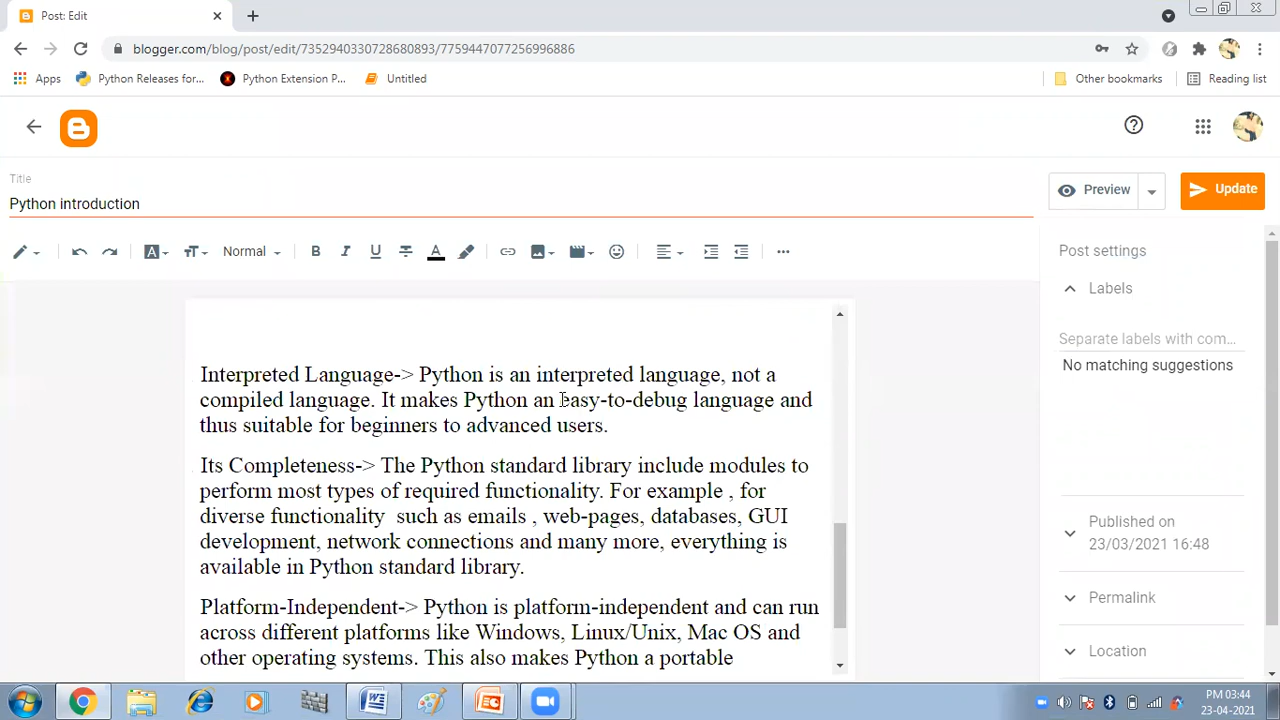 Post: Edit
blogger.com/blog/post/edit/7352940330728680893/7759447077256996886
Apps Python Releases for... Python Extension P... Untitled Other bookmarks Reading list
Title
Python introduction
Preview Update
Normal
Post settings
Labels
Separate labels with com...
No matching suggestions
Published on
23/03/2021 16:48
Permalink
Location
Interpreted Language-> Python is an interpreted language, not a
compiled language. It makes Python an easy-to-debug language and
thus suitable for beginners to advanced users.
Its Completeness-> The Python standard library include modules to
perform most types of required functionality. For example , for
diverse functionality  such as emails , web-pages, databases, GUI
development, network connections and many more, everything is
available in Python standard library.
Platform-Independent-> Python is platform-independent and can run
across different platforms like Windows, Linux/Unix, Mac OS and
other operating systems. This also makes Python a portable
PM 03:44
23-04-2021